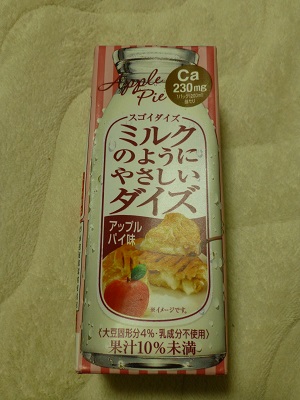 Apple
Pie
Ca
230mg
スゴイダイズ
ミルク
のように
やさしい
ダイズ
アップル
パイ味
※イメージです。
〈大豆固形分4%・乳成分不使用〉
果汁10%未満